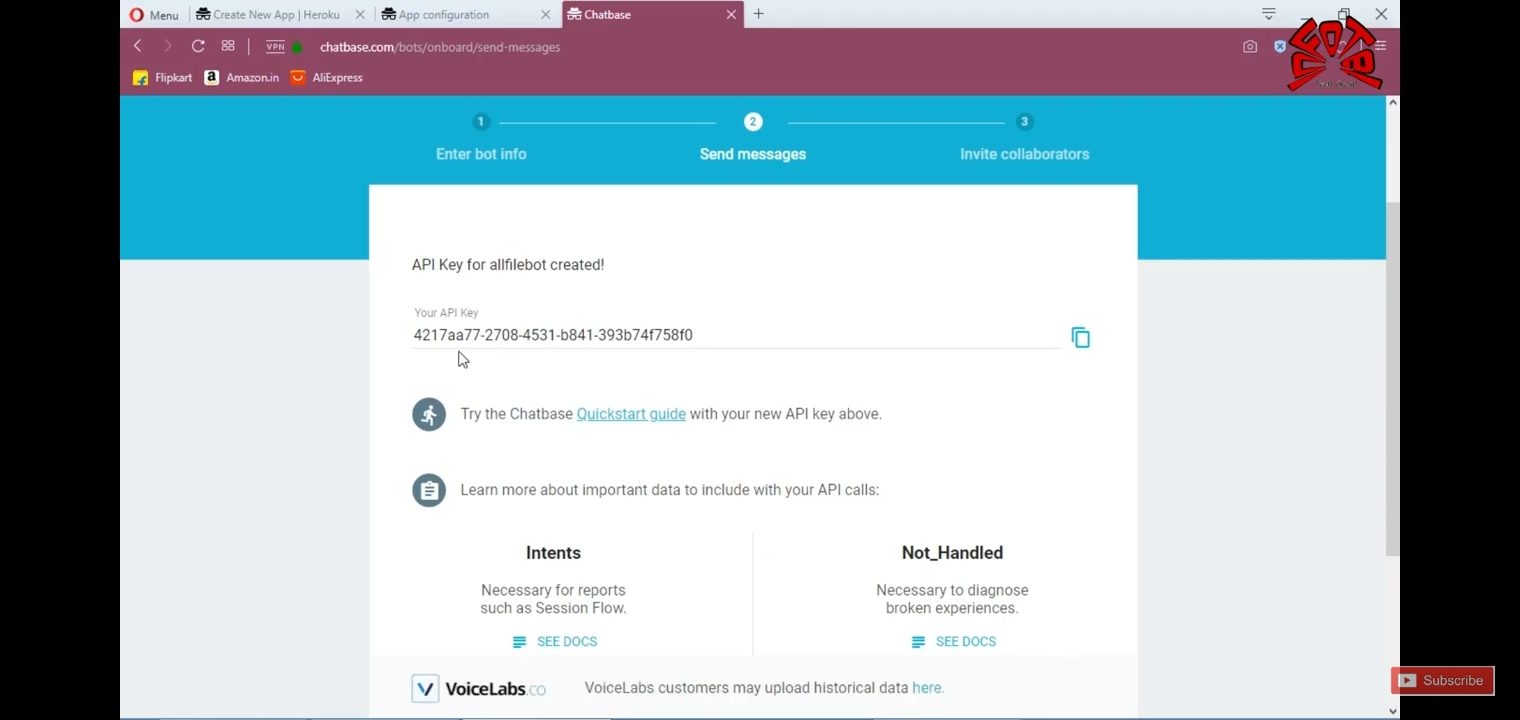 Menu
Create New App | Heroku
App configuration
Chatbase
VPN
chatbase.com/bots/onboard/send-messages
Flipkart
Amazon.in
AliExpress
1
2
3
Enter bot info
Send messages
Invite collaborators
API Key for allfilebot created!
Your API Key
4217aa77-2708-4531-b841-393b74f758f0
Try the Chatbase Quickstart guide with your new API key above.
Learn more about important data to include with your API calls:
Intents
Not_Handled
Necessary for reports
such as Session Flow.
Necessary to diagnose
broken experiences.
SEE DOCS
SEE DOCS
VoiceLabs.co
VoiceLabs customers may upload historical data here.
Subscribe